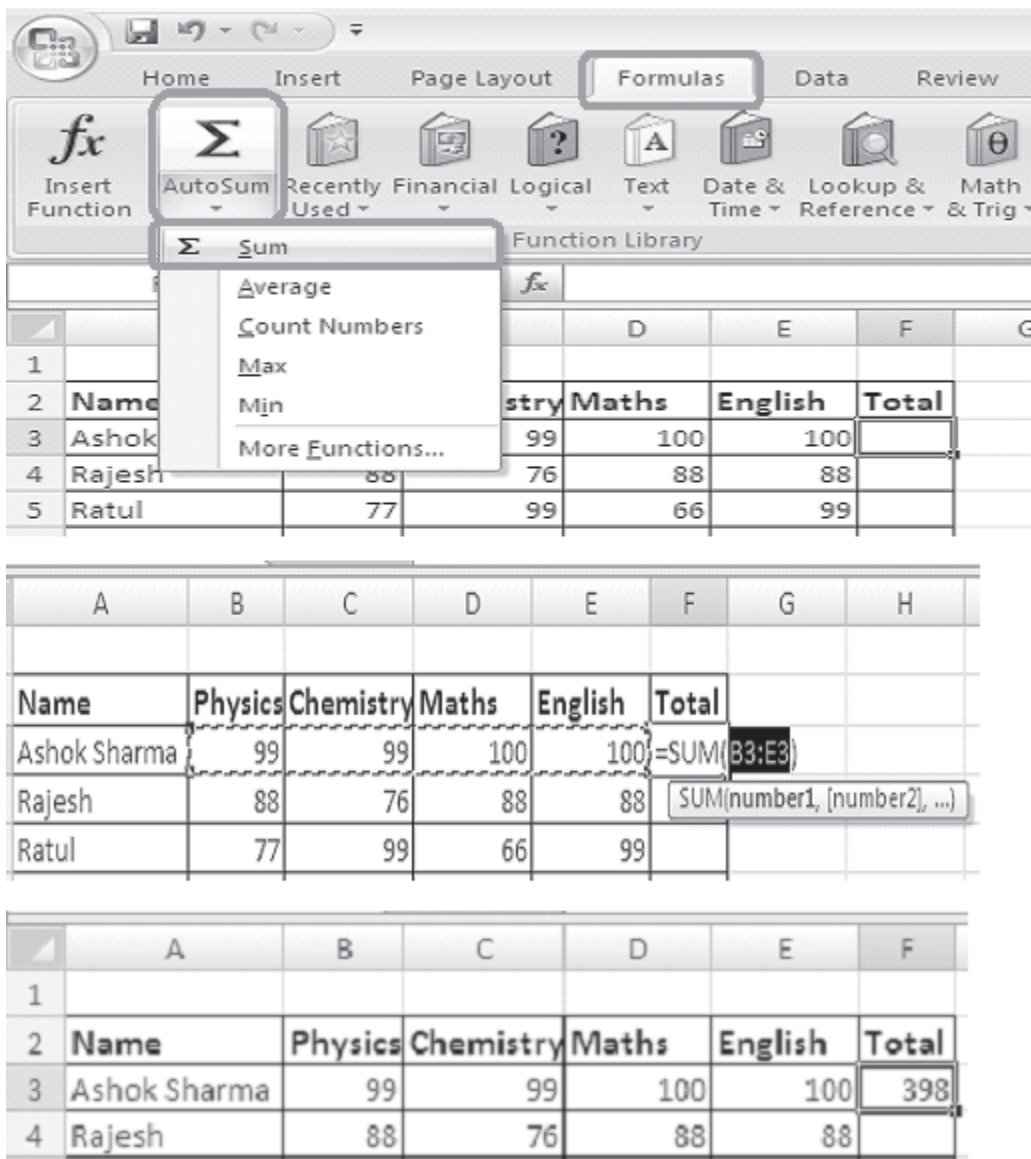 Home Insert Page Layout Formulas Data Review
fx Σ ? A θ
Insert AutoSum Recently Financial Logical Text Date & Lookup & Math
Function Used Time Reference & Trig
Function Library
Σ Sum
Average
Count Numbers
Max
Min
More Functions...
fx
D E F G
1
2 Name stry Maths English Total
3 Ashok 99 100 100
4 Rajesh 88 76 88 88
5 Ratul 77 99 66 99
A B C D E F G H
Name Physics Chemistry Maths English Total
Ashok Sharma 99 99 100 100 =SUM(B3:E3)
Rajesh 88 76 88 88 SUM(number1, [number2], ...)
Ratul 77 99 66 99
A B C D E F
1
2 Name Physics Chemistry Maths English Total
3 Ashok Sharma 99 99 100 100 398
4 Rajesh 88 76 88 88